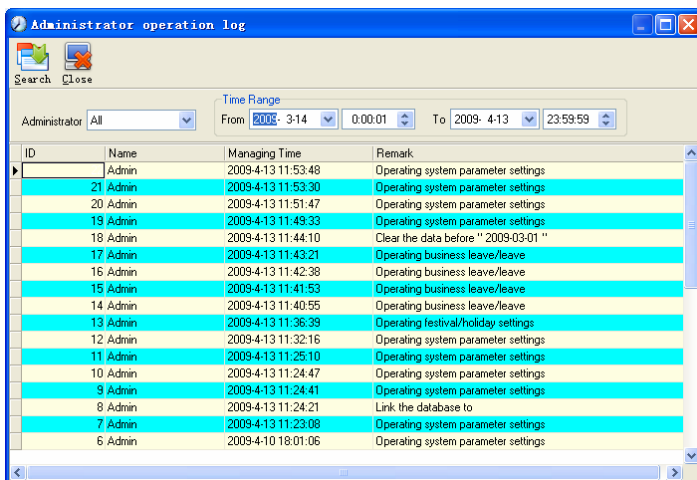 Administrator operation log
Search Close
Time Range
Administrator All From 2009- 3-14 0:00:01 To 2009- 4-13 23:59:59
ID Name Managing Time Remark
Admin 2009-4-13 11:53:48 Operating system parameter settings
21 Admin 2009-4-13 11:53:30 Operating system parameter settings
20 Admin 2009-4-13 11:51:47 Operating system parameter settings
19 Admin 2009-4-13 11:49:33 Operating system parameter settings
18 Admin 2009-4-13 11:44:10 Clear the data before " 2009-03-01 "
17 Admin 2009-4-13 11:43:21 Operating business leave/leave
16 Admin 2009-4-13 11:42:38 Operating business leave/leave
15 Admin 2009-4-13 11:41:53 Operating business leave/leave
14 Admin 2009-4-13 11:40:55 Operating business leave/leave
13 Admin 2009-4-13 11:36:39 Operating festival/holiday settings
12 Admin 2009-4-13 11:32:16 Operating system parameter settings
11 Admin 2009-4-13 11:25:10 Operating system parameter settings
10 Admin 2009-4-13 11:24:47 Operating system parameter settings
9 Admin 2009-4-13 11:24:41 Operating system parameter settings
8 Admin 2009-4-13 11:24:21 Link the database to
7 Admin 2009-4-13 11:23:08 Operating system parameter settings
6 Admin 2009-4-10 18:01:06 Operating system parameter settings